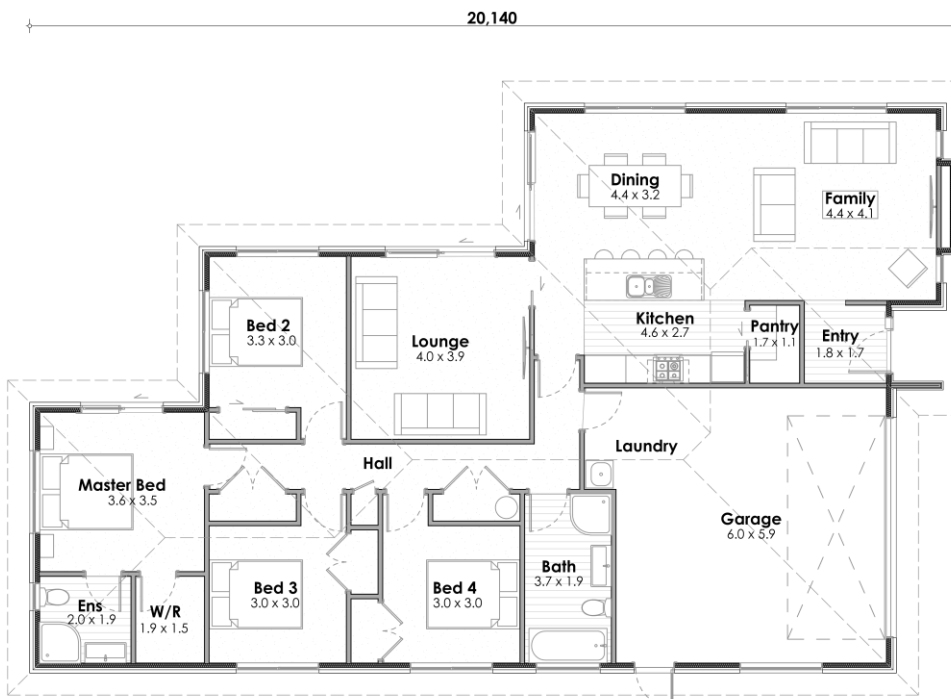 20,140
Dining
4.4 x 3.2
Family
4.4 x 4.1
Bed 2
3.3 x 3.0
Lounge
4.0 x 3.9
Kitchen
4.6 x 2.7
Pantry
1.7 x 1.1
Entry
1.8 x 1.7
Laundry
Hall
Master Bed
3.6 x 3.5
Garage
6.0 x 5.9
Bed 3
3.0 x 3.0
Bed 4
3.0 x 3.0
Bath
3.7 x 1.9
Ens
2.0 x 1.9
W/R
1.9 x 1.5